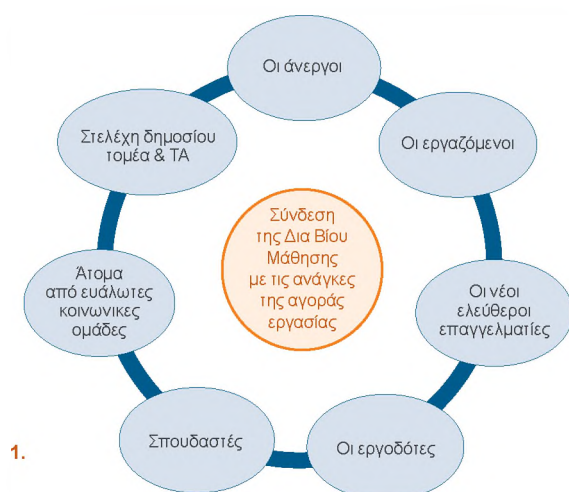 Οι άνεργοι
Οι εργαζόμενοι
Οι νέοι
ελεύθεροι
επαγγελματίες
Οι εργοδότες
Σπουδαστές
Άτομα
από ευάλωτες
κοινωνικες
ομάδες
Στελέχη δημοσίου
τομέα & ΤΑ
Σύνδεση
της Δια Βίου
Μάθησης
με τις ανάγκες
της αγοράς
εργασίας
1.